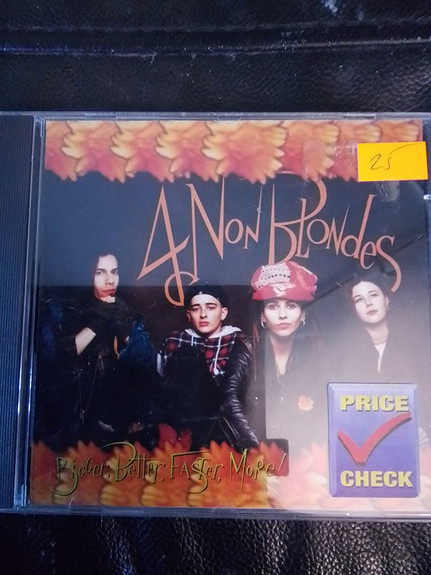 25
4 Non Blondes
Bigger, Better, Faster, More!
PRICE
CHECK